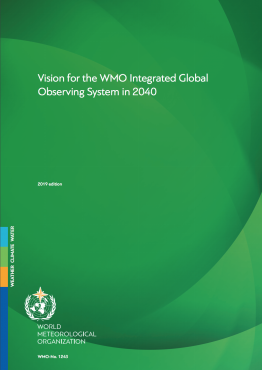 Vision for the WMO Integrated Global
Observing System in 2040
2019 edition
WEATHER CLIMATE WATER
WORLD
METEOROLOGICAL
ORGANIZATION
WMO-No. 1243